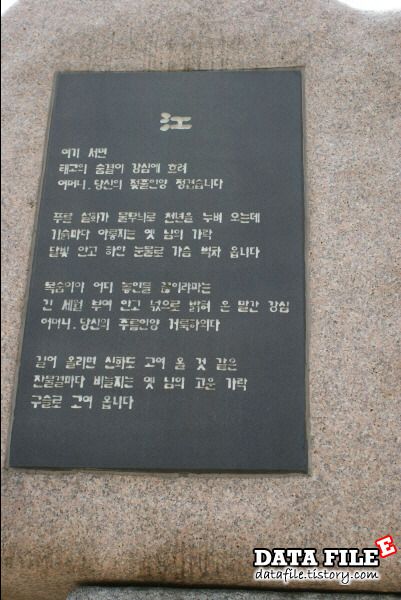 江
여기 서면
태고의 숨결이 강심에 흐려
어머니, 당신의 젖줄인양 정겹습니다
푸른 설화가 물무늬로 천년을 누벼 오는데
기슭마다 아롱지는 옛 님의 가락
달빛 안고 하얀 눈물로 가슴 벅차 옵니다
목숨이야 어디 놓인들 끊이랴마는
긴 세월 부여 안고 넋으로 밝혀 온 말간 강심
어머니, 당신의 주름인양 거룩하외다
길어 올리면 신화도 고여 올 것 같은
잔물결마다 비늘지는 옛 님의 고운 가락
구슬로 고여 옵니다
DATA FILE E
datafile.tistory.com